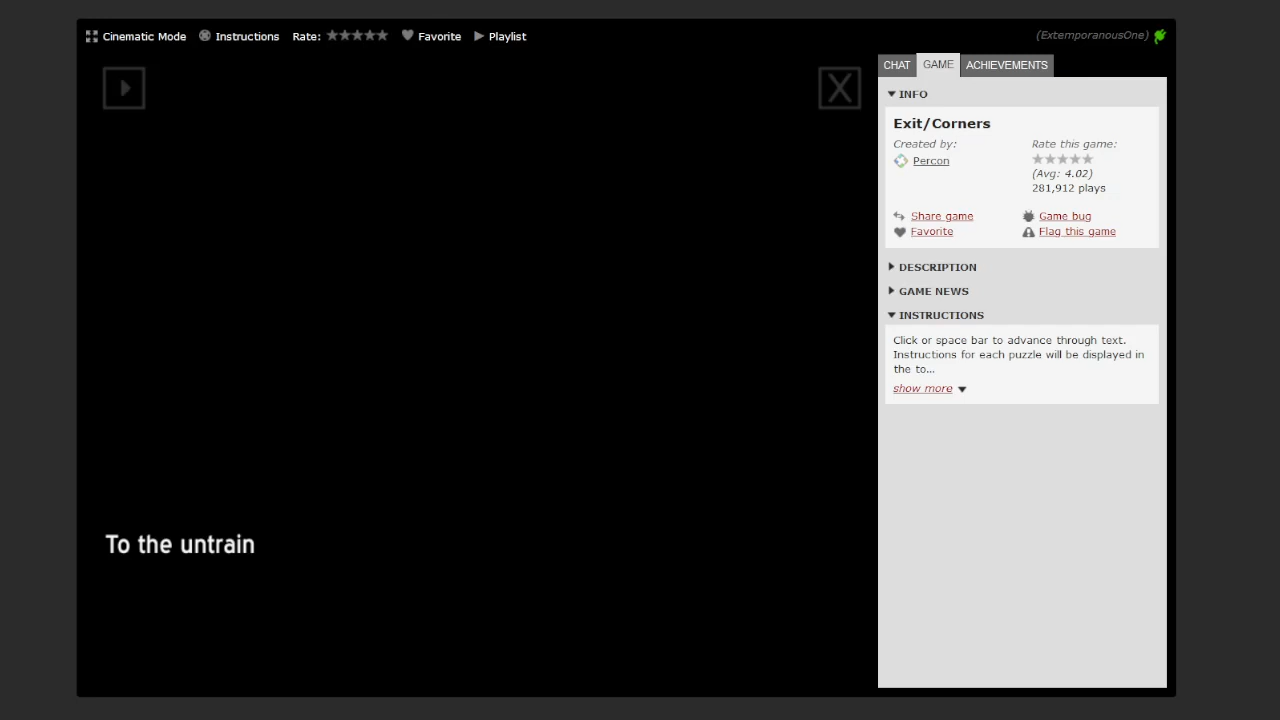 Cinematic Mode Instructions Rate: Favorite Playlist (ExtemporanousOne)
CHAT GAME ACHIEVEMENTS
X
INFO
Exit/Corners
Created by: Rate this game:
Percon
(Avg: 4.02)
281,912 plays
Share game Game bug
Favorite Flag this game
DESCRIPTION
GAME NEWS
INSTRUCTIONS
Click or space bar to advance through text.
Instructions for each puzzle will be displayed in
the to...
show more
To the untrain